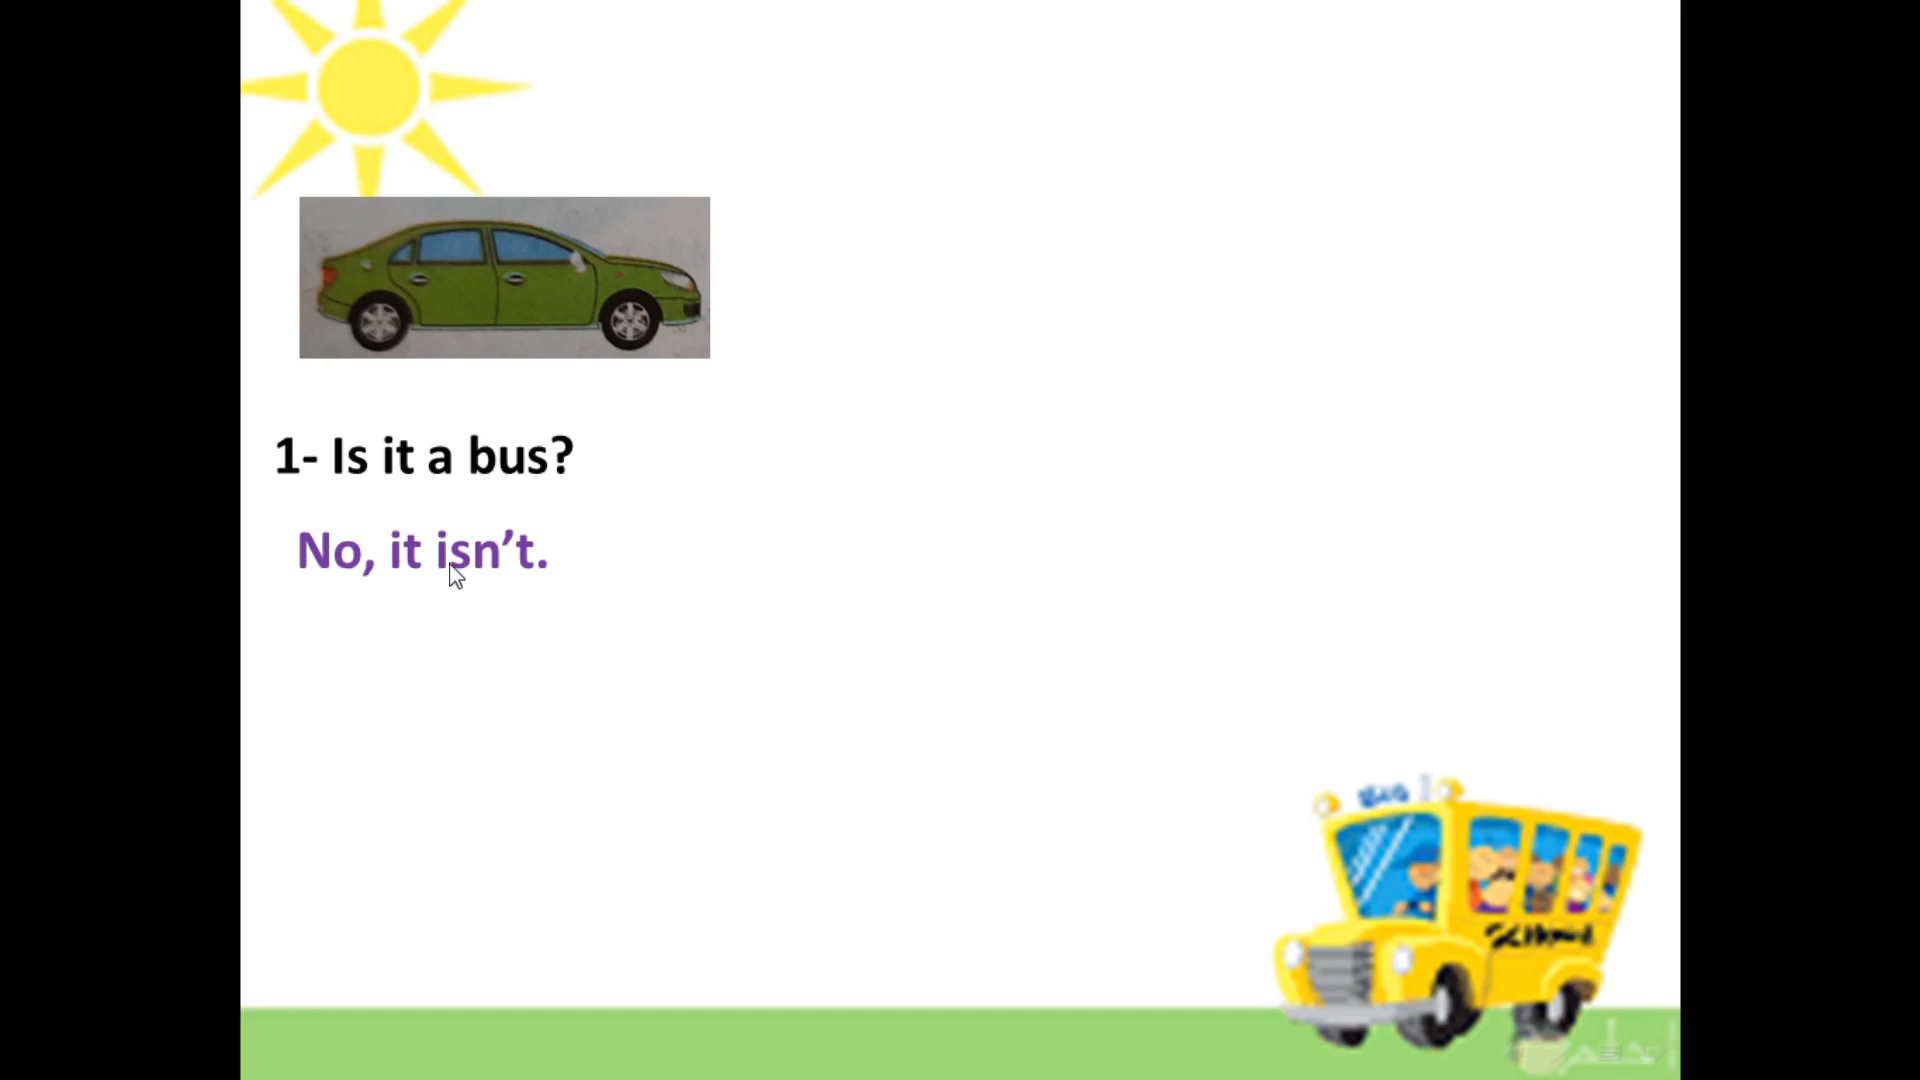 1- Is it a bus?
No, it isn’t.